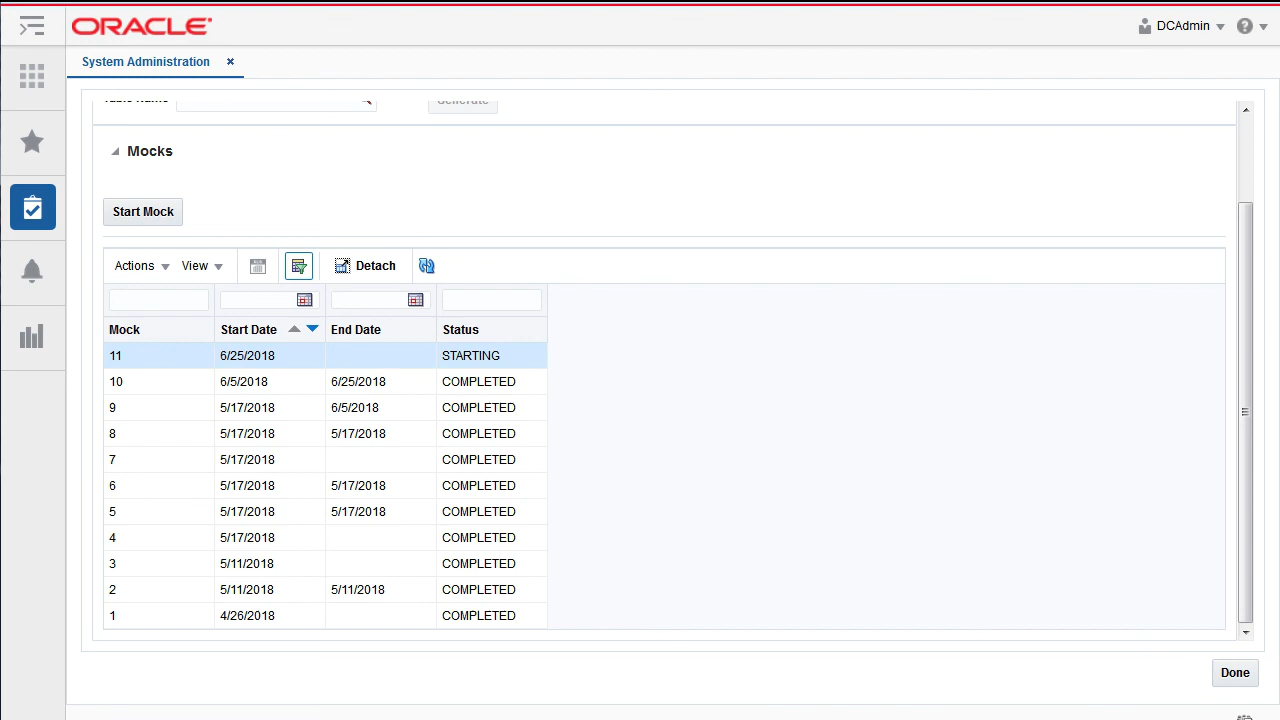 ORACLE
DCAdmin
System Administration
Table Name Generate
Mocks
Start Mock
Actions View Detach
Mock Start Date End Date Status
11 6/25/2018 STARTING
10 6/5/2018 6/25/2018 COMPLETED
9 5/17/2018 6/5/2018 COMPLETED
8 5/17/2018 5/17/2018 COMPLETED
7 5/17/2018 COMPLETED
6 5/17/2018 5/17/2018 COMPLETED
5 5/17/2018 5/17/2018 COMPLETED
4 5/17/2018 COMPLETED
3 5/11/2018 COMPLETED
2 5/11/2018 5/11/2018 COMPLETED
1 4/26/2018 COMPLETED
Done